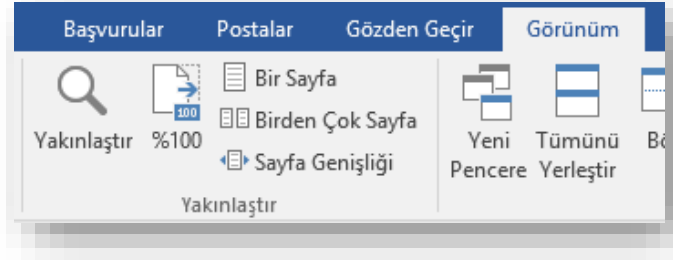 Başvurular Postalar Gözden Geçir Görünüm
Bir Sayfa
Birden Çok Sayfa
Sayfa Genişliği
100
Yakınlaştır %100
Yeni Pencere
Tümünü Yerleştir
Yakınlaştır